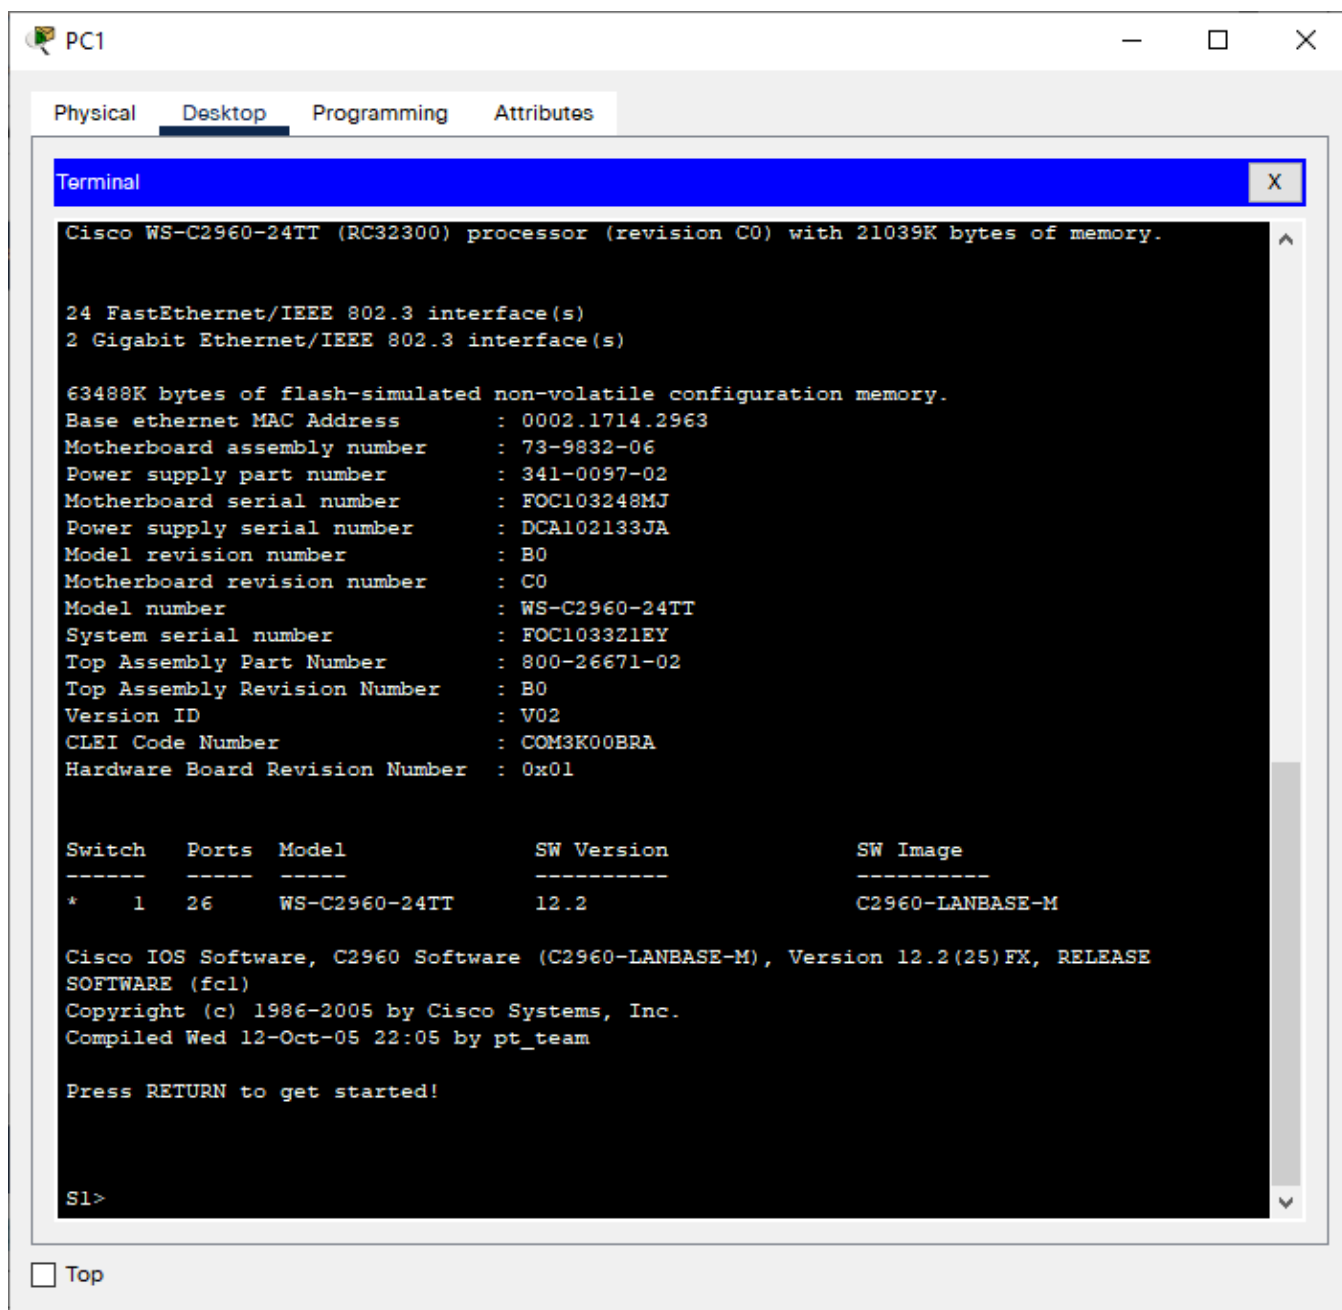 PC1
Physical Desktop Programming Attributes
Terminal X
Cisco WS-C2960-24TT (RC32300) processor (revision C0) with 21039K bytes of memory.
24 FastEthernet/IEEE 802.3 interface(s)
2 Gigabit Ethernet/IEEE 802.3 interface(s)
63488K bytes of flash-simulated non-volatile configuration memory.
Base ethernet MAC Address : 0002.1714.2963
Motherboard assembly number : 73-9832-06
Power supply part number : 341-0097-02
Motherboard serial number : FOC103248MJ
Power supply serial number : DCA102133JA
Model revision number : B0
Motherboard revision number : C0
Model number : WS-C2960-24TT
System serial number : FOC1033Z1EY
Top Assembly Part Number : 800-26671-02
Top Assembly Revision Number : B0
Version ID : V02
CLEI Code Number : COM3K00BRA
Hardware Board Revision Number : 0x01
Switch Ports Model SW Version SW Image
------ ----- ----- ---------- ----------
* 1 26 WS-C2960-24TT 12.2 C2960-LANBASE-M
Cisco IOS Software, C2960 Software (C2960-LANBASE-M), Version 12.2(25)FX, RELEASE
SOFTWARE (fc1)
Copyright (c) 1986-2005 by Cisco Systems, Inc.
Compiled Wed 12-Oct-05 22:05 by pt_team
Press RETURN to get started!
S1>
Top